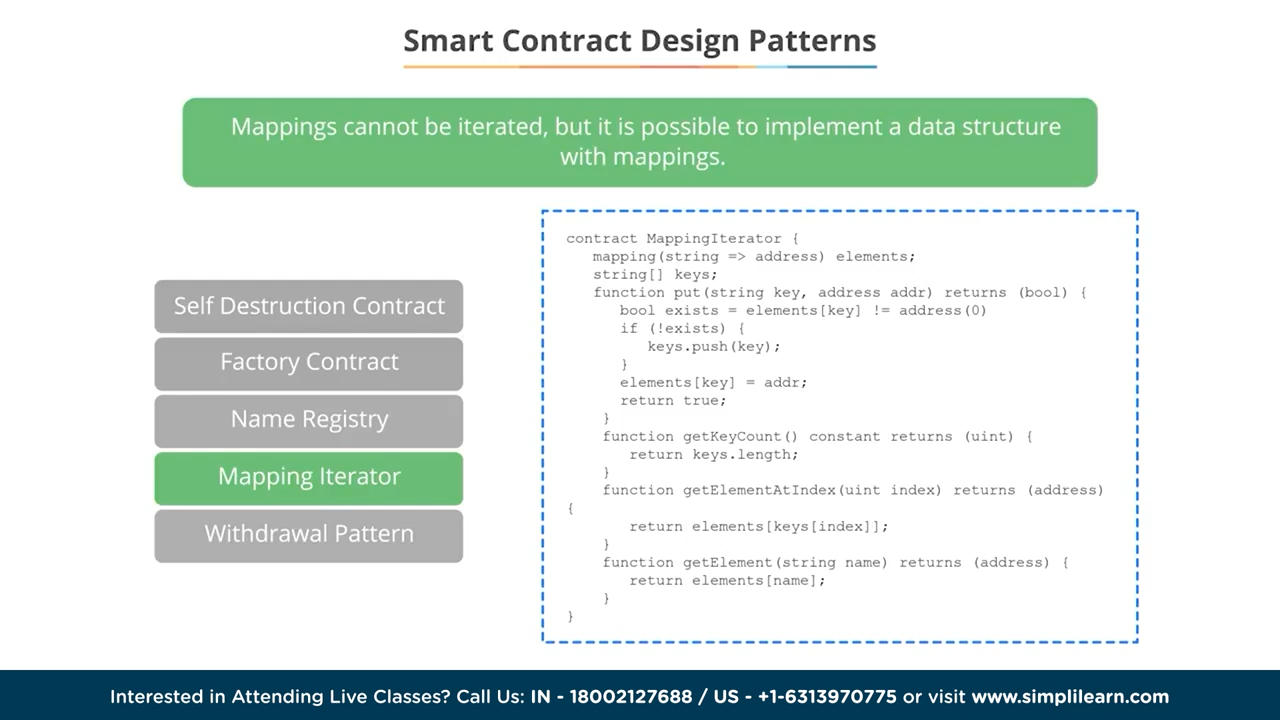 Smart Contract Design Patterns
Mappings cannot be iterated, but it is possible to implement a data structure
with mappings.
Self Destruction Contract
Factory Contract
Name Registry
Mapping Iterator
Withdrawal Pattern
contract MappingIterator {
mapping(string => address) elements;
string[] keys;
function put(string key, address addr) returns (bool) {
bool exists = elements[key] != address(0)
if (!exists) {
keys.push(key);
}
elements[key] = addr;
return true;
}
function getKeyCount() constant returns (uint) {
return keys.length;
}
function getElementAtIndex(uint index) returns (address)
{
return elements[keys[index]];
}
function getElement(string name) returns (address) {
return elements[name];
}
}
Interested in Attending Live Classes? Call Us: IN - 18002127688 / US - +1-6313970775 or visit www.simplilearn.com